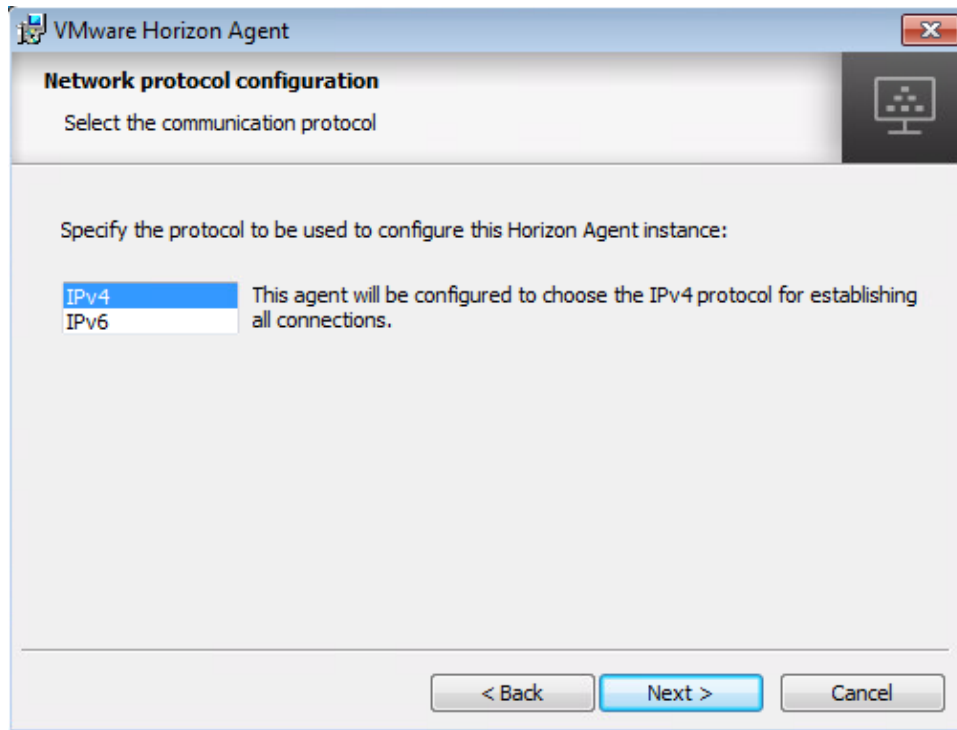 VMware Horizon Agent
Network protocol configuration
Select the communication protocol
Specify the protocol to be used to configure this Horizon Agent instance:
IPv4
IPv6
This agent will be configured to choose the IPv4 protocol for establishing
all connections.
< Back
Next >
Cancel